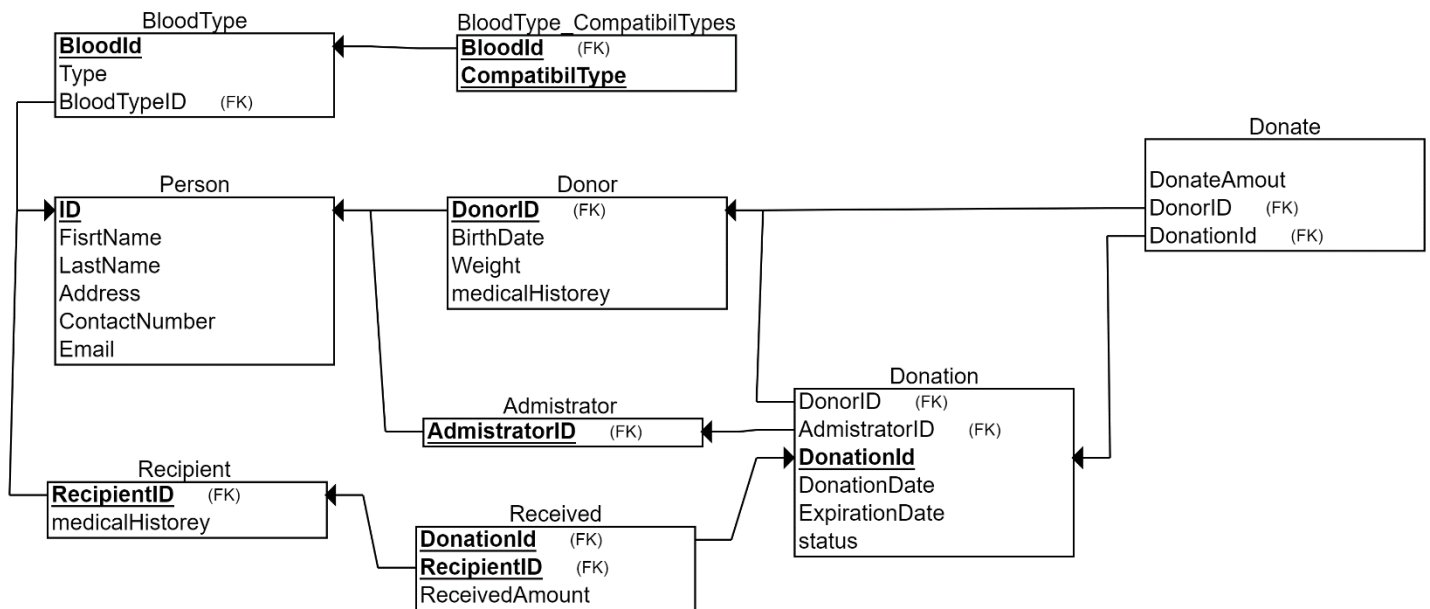 BloodType
BloodId
Type
BloodTypeID (FK)
BloodType_CompatibilTypes
BloodId (FK)
CompatibilType
Donate
DonateAmout
DonorID (FK)
DonationId (FK)
Person
ID
FisrtName
LastName
Address
ContactNumber
Email
Donor
DonorID (FK)
BirthDate
Weight
medicalHistorey
Admistrator
AdmistratorID (FK)
Donation
DonorID (FK)
AdmistratorID (FK)
DonationId
DonationDate
ExpirationDate
status
Recipient
RecipientID (FK)
medicalHistorey
Received
DonationId (FK)
RecipientID (FK)
ReceivedAmount